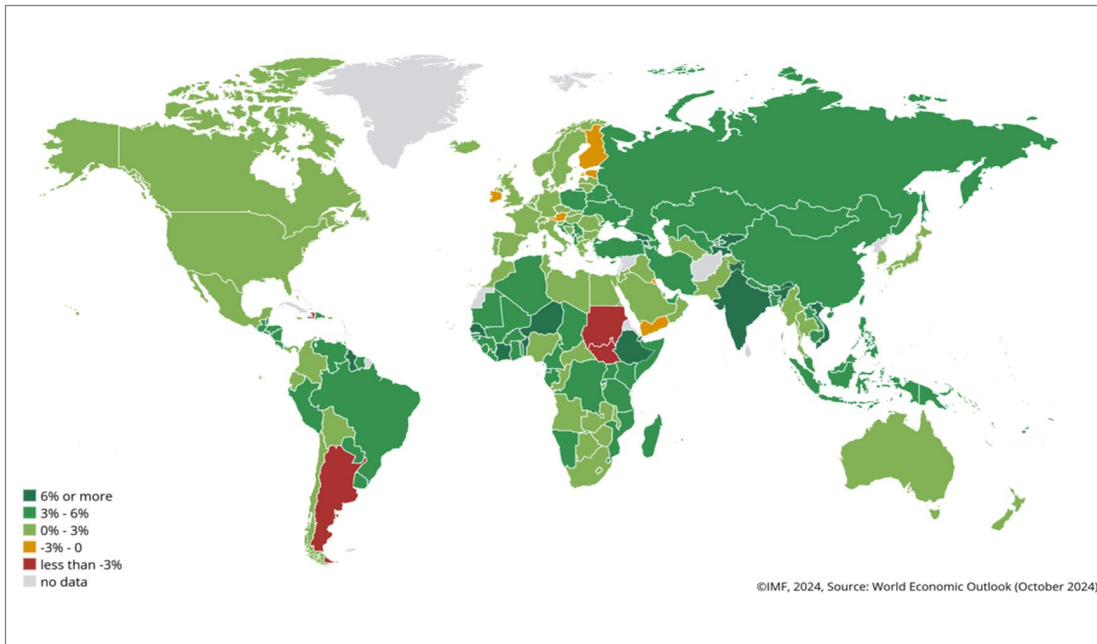 6% or more
3% - 6%
0% - 3%
-3% - 0
less than -3%
no data
©IMF, 2024, Source: World Economic Outlook (October 2024)